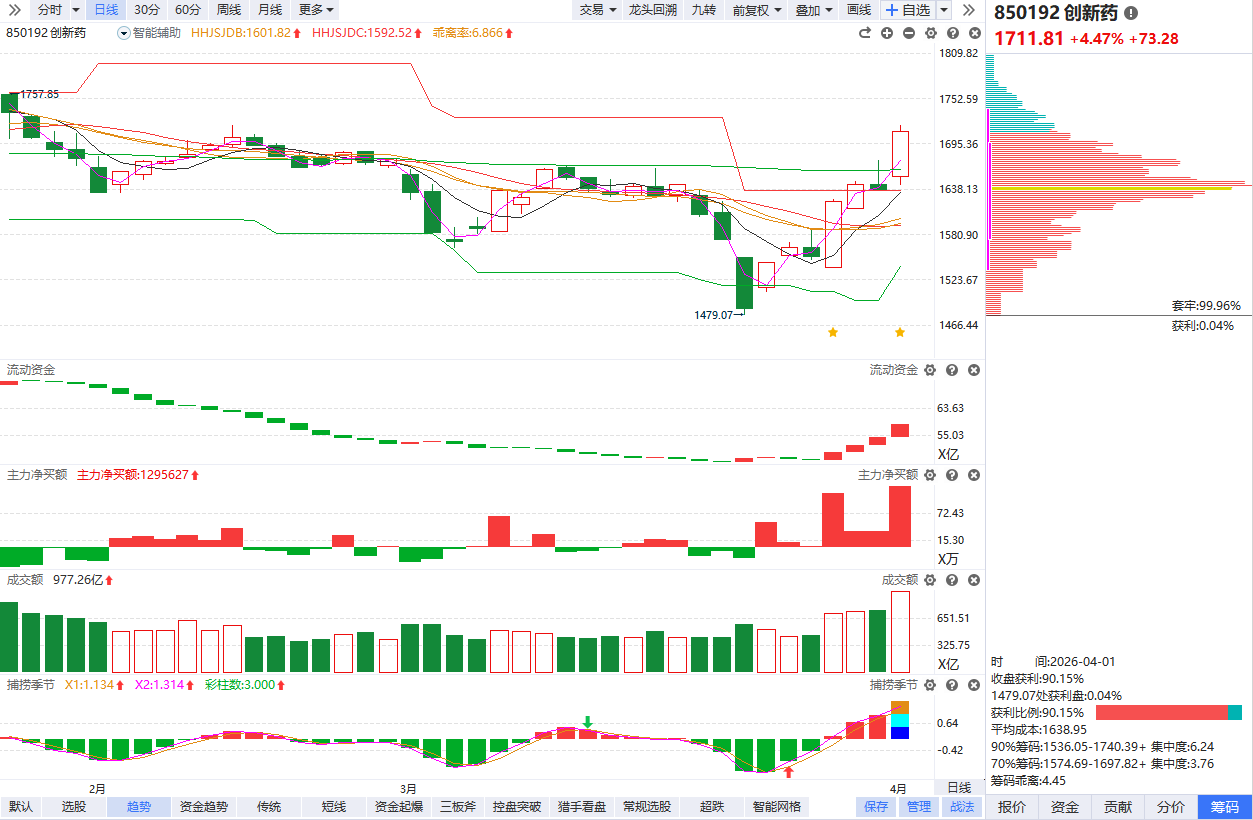 分时 日线 30分 60分 周线 月线 更多 交易 龙头回溯 九转 前复权 叠加 画线 自选
850192 创新药
1711.81 +4.47% +73.28
850192 创新药 智能辅助 HHJSJDB:1601.82 HHJSJDC:1592.52 乖离率:6.866
1809.82
1757.85
1752.59
1695.36
1638.13
1580.90
1523.67
1479.07
1466.44
套牢:99.96%
获利:0.04%
流动资金 流动资金
63.63
55.03
X亿
主力净买额 主力净买额:1295627 主力净买额
72.43
15.30
X万
成交额 977.26亿 成交额
651.51
325.75
X亿
捕捞季节 X1:1.134 X2:1.314 彩柱数:3.000 捕捞季节
0.64
-0.42
2月 3月 4月 日线
时 间:2026-04-01
收盘获利:90.15%
1479.07处获利盘:0.04%
获利比例:90.15%
平均成本:1638.95
90%筹码:1536.05-1740.39+ 集中度:6.24
70%筹码:1574.69-1697.82+ 集中度:3.76
筹码乖离:4.45
默认 选股 趋势 资金趋势 传统 短线 资金起爆 三板斧 控盘突破 猎手看盘 常规选股 超跌 智能网格 保存 管理 战法
报价 资金 贡献 分价 筹码